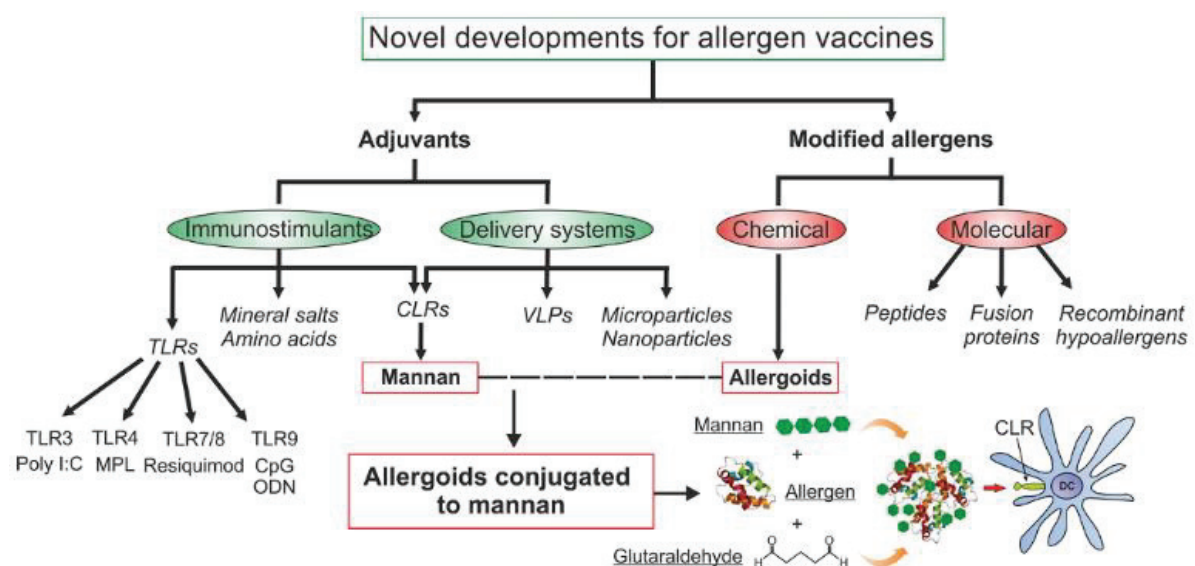 Novel developments for allergen vaccines
Adjuvants
Modified allergens
Immunostimulants
Delivery systems
Chemical
Molecular
Mineral salts
Amino acids
CLRs
VLPs
Microparticles
Nanoparticles
Peptides
Fusion
proteins
Recombinant
hypoallergens
TLRs
Mannan
Allergoids
TLR3
Poly I:C
TLR4
MPL
TLR7/8
Resiquimod
TLR9
CpG
ODN
Allergoids conjugated
to mannan
Mannan
+
Allergen
+
Glutaraldehyde
H
O
O
H
CLR
DC